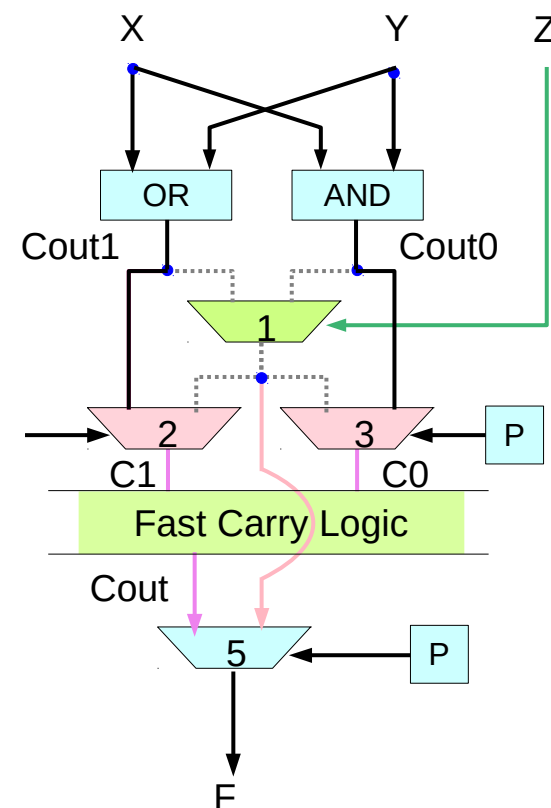 X Y Z
OR AND
Cout1 Cout0
1
2 3 P
C1 C0
Fast Carry Logic
Cout
5 P
F